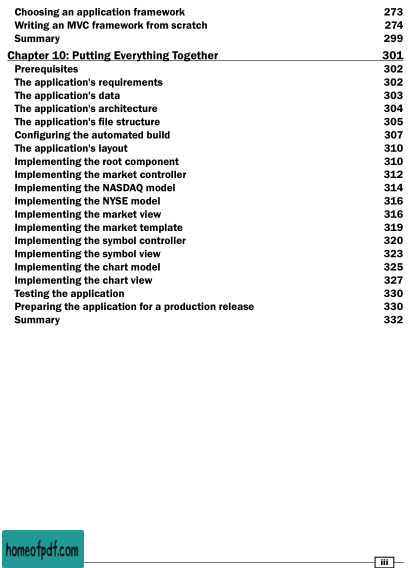 Choosing an application framework 273
Writing an MVC framework from scratch 274
Summary 299
Chapter 10: Putting Everything Together 301
Prerequisites 302
The application's requirements 302
The application's data 303
The application's architecture 304
The application's file structure 305
Configuring the automated build 307
The application's layout 310
Implementing the root component 310
Implementing the market controller 312
Implementing the NASDAQ model 314
Implementing the NYSE model 316
Implementing the market view 316
Implementing the market template 319
Implementing the symbol controller 320
Implementing the symbol view 323
Implementing the chart model 325
Implementing the chart view 327
Testing the application 330
Preparing the application for a production release 330
Summary 332
homeofpdf.com
iii